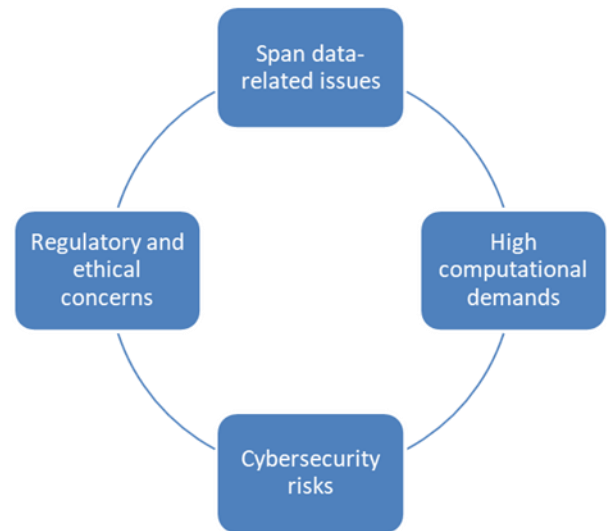 Span data-
related issues
Regulatory and
ethical
concerns
High
computational
demands
Cybersecurity
risks